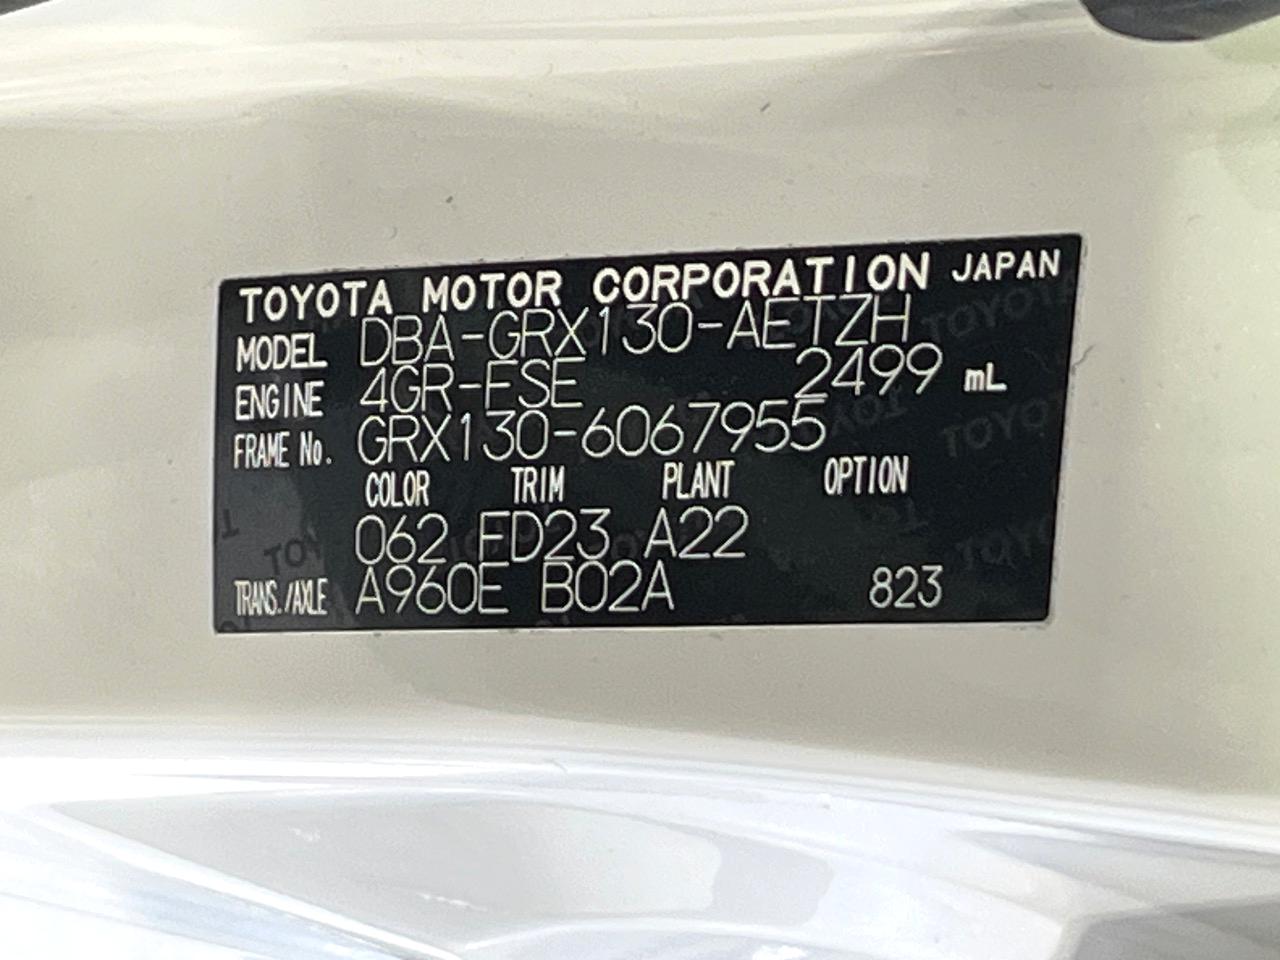 TOYOTA MOTOR CORPORATION JAPAN
MODEL DBA-GRX130-AETZH
ENGINE 4GR-FSE 2499 mL
FRAME No. GRX130-6067955
COLOR TRIM PLANT OPTION
062 FD23 A22
TRANS./AXLE A960E B02A 823